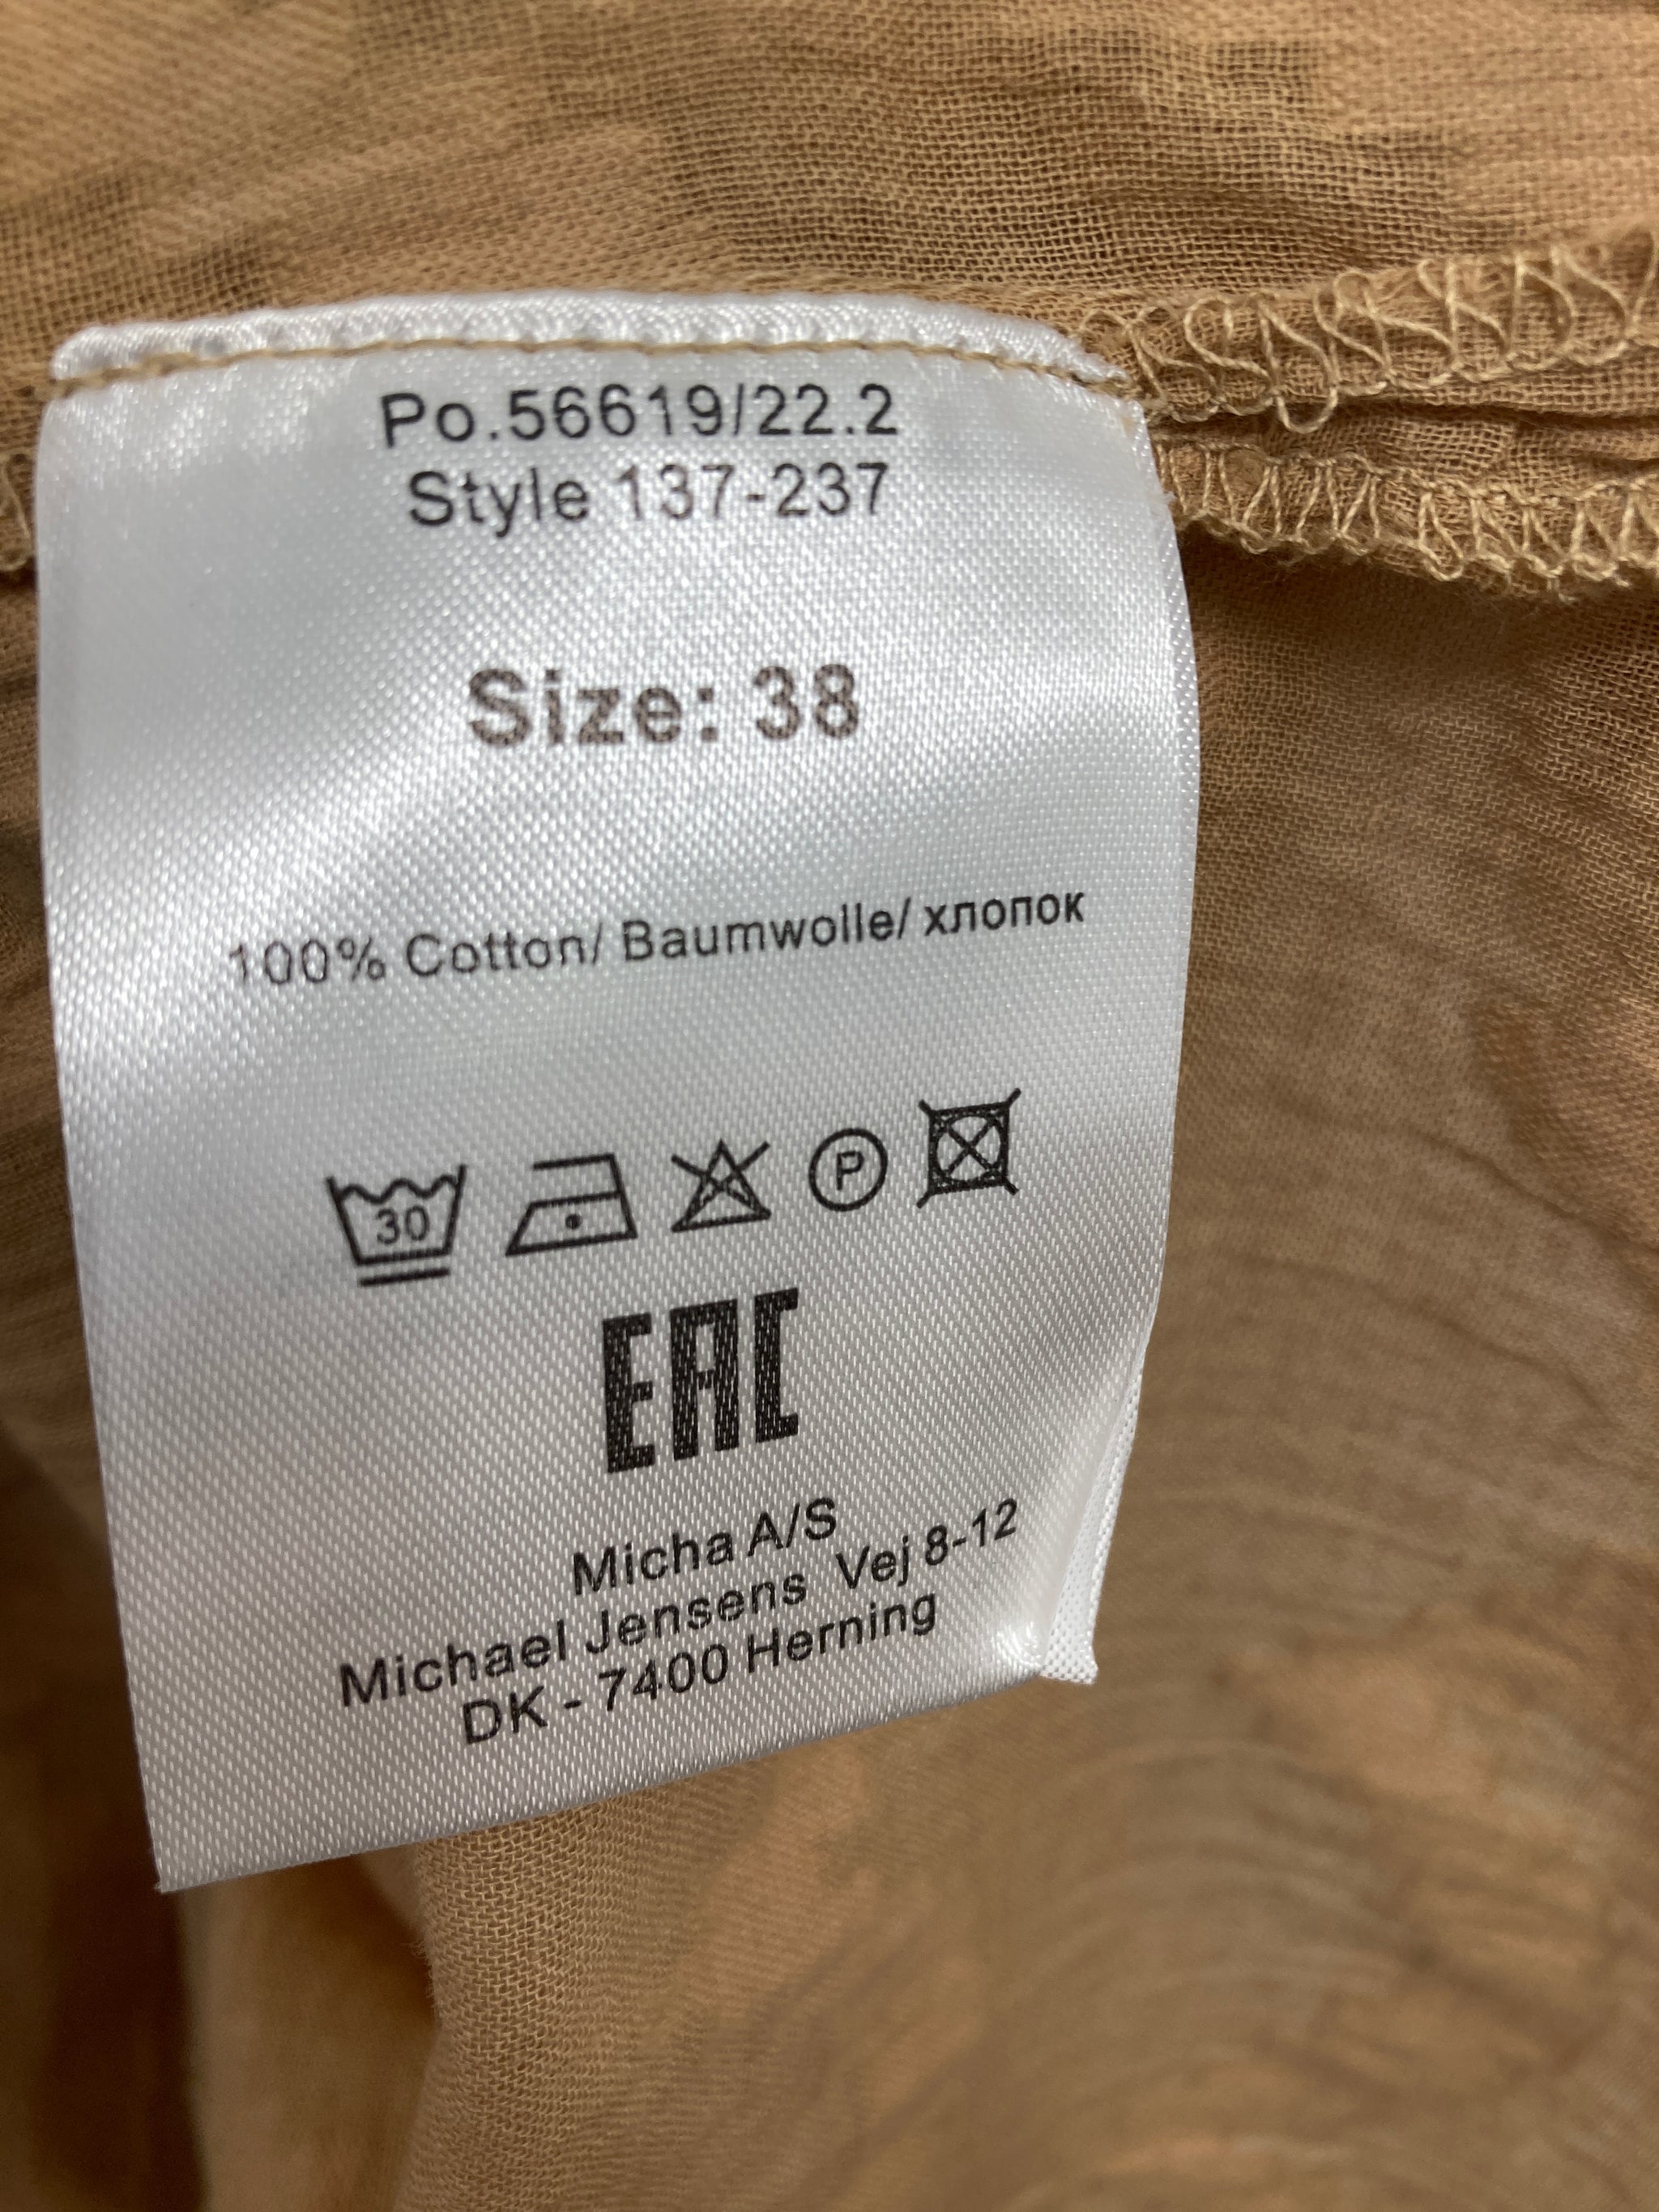 Po.56619/22.2
Style 137-237
Size: 38
100% Cotton/ Baumwolle/ хлопок
30 P
EAC
Micha A/S
Michael Jensens Vej 8-12
DK - 7400 Herning